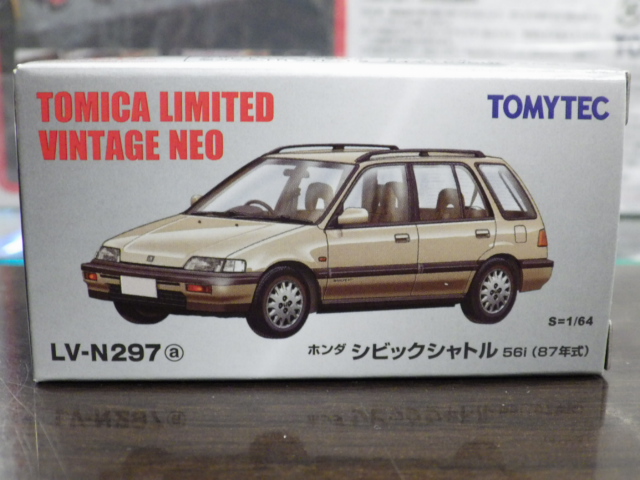 TOMICA LIMITED
VINTAGE NEO
TOMYTEC
S=1/64
LV-N297 ⓐ
ホンダ シビックシャトル 56i (87年式)